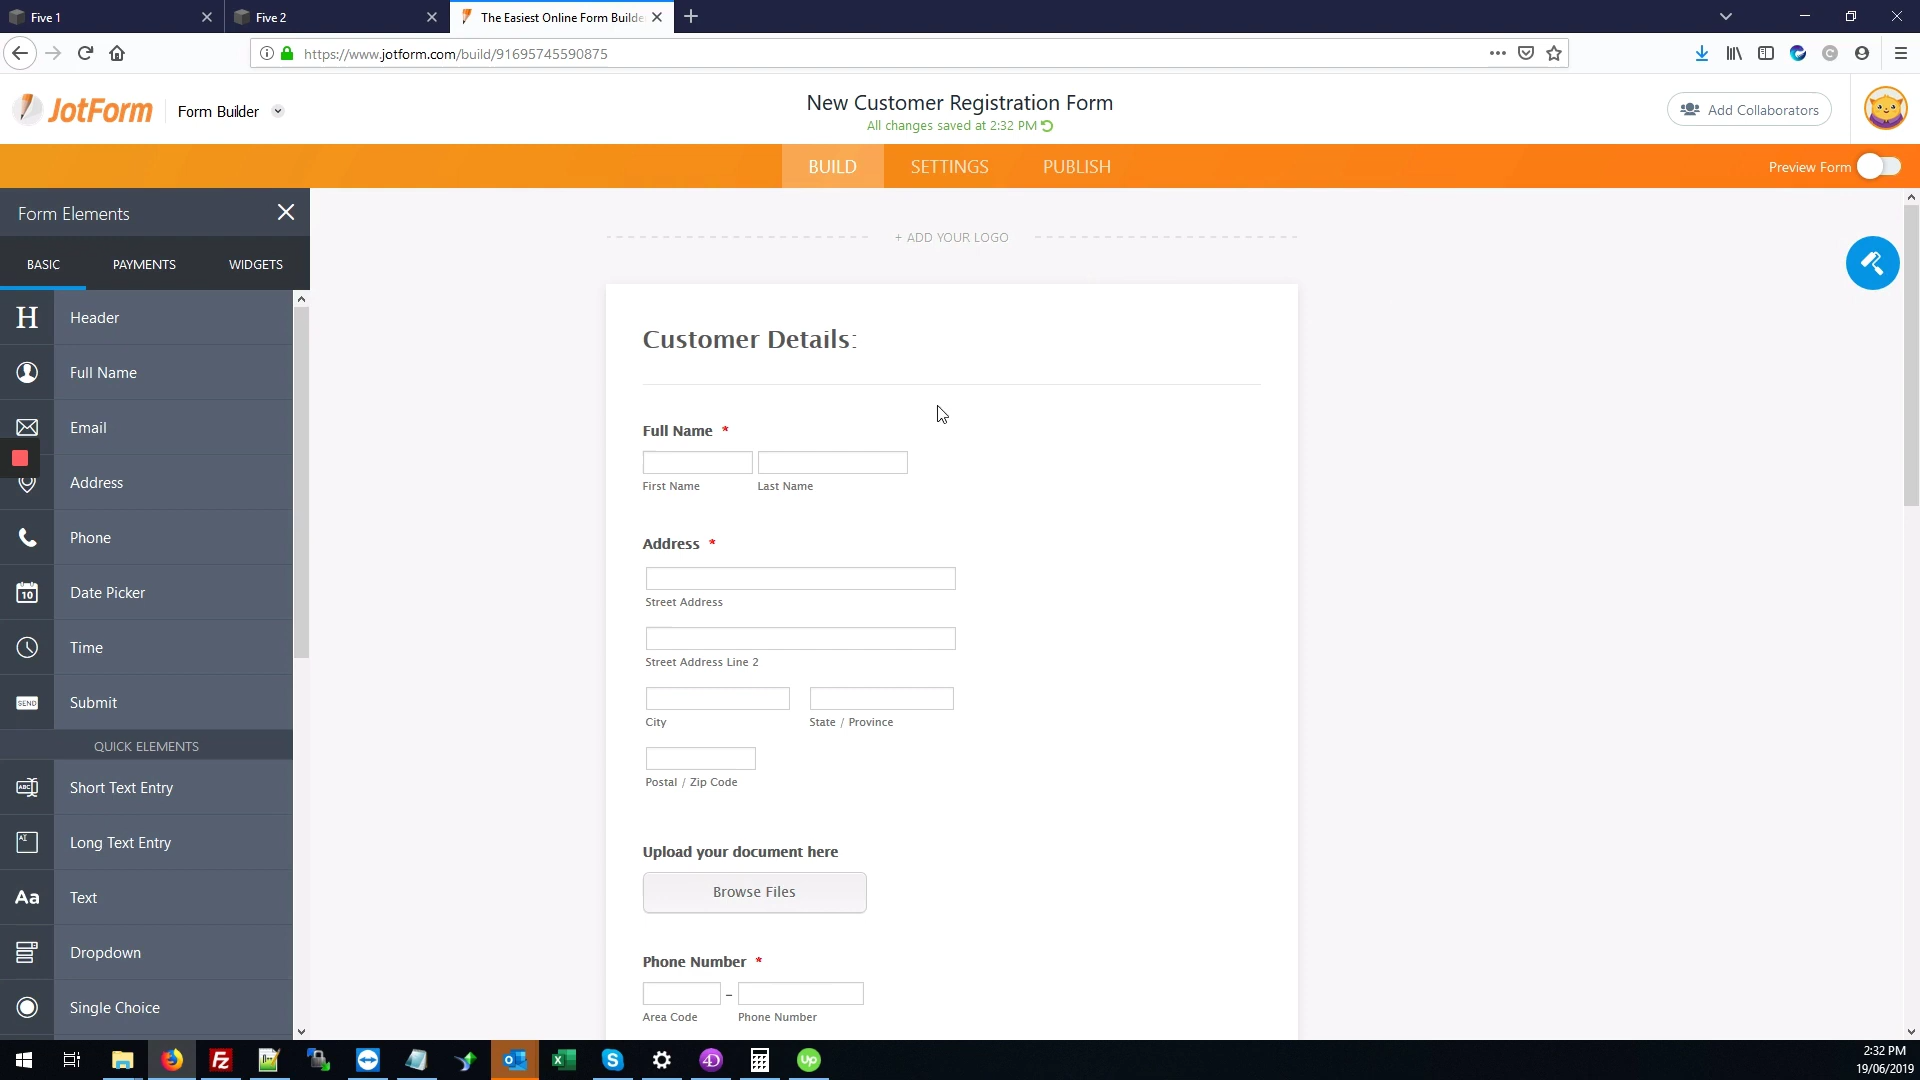 Five 1
Five 2
The Easiest Online Form Builde
https://www.jotform.com/build/91695745590875
JotForm
Form Builder
New Customer Registration Form
All changes saved at 2:32 PM
Add Collaborators
BUILD
SETTINGS
PUBLISH
Preview Form
Form Elements
BASIC
PAYMENTS
WIDGETS
H
Header
Full Name
Email
Address
Phone
10
Date Picker
Time
SEND
Submit
QUICK ELEMENTS
ABC
Short Text Entry
AI
Long Text Entry
Aa
Text
Dropdown
Single Choice
+ ADD YOUR LOGO
Customer Details:
Full Name *
First Name
Last Name
Address *
Street Address
Street Address Line 2
City
State / Province
Postal / Zip Code
Upload your document here
Browse Files
Phone Number *
-
Area Code
Phone Number
2:32 PM
19/06/2019